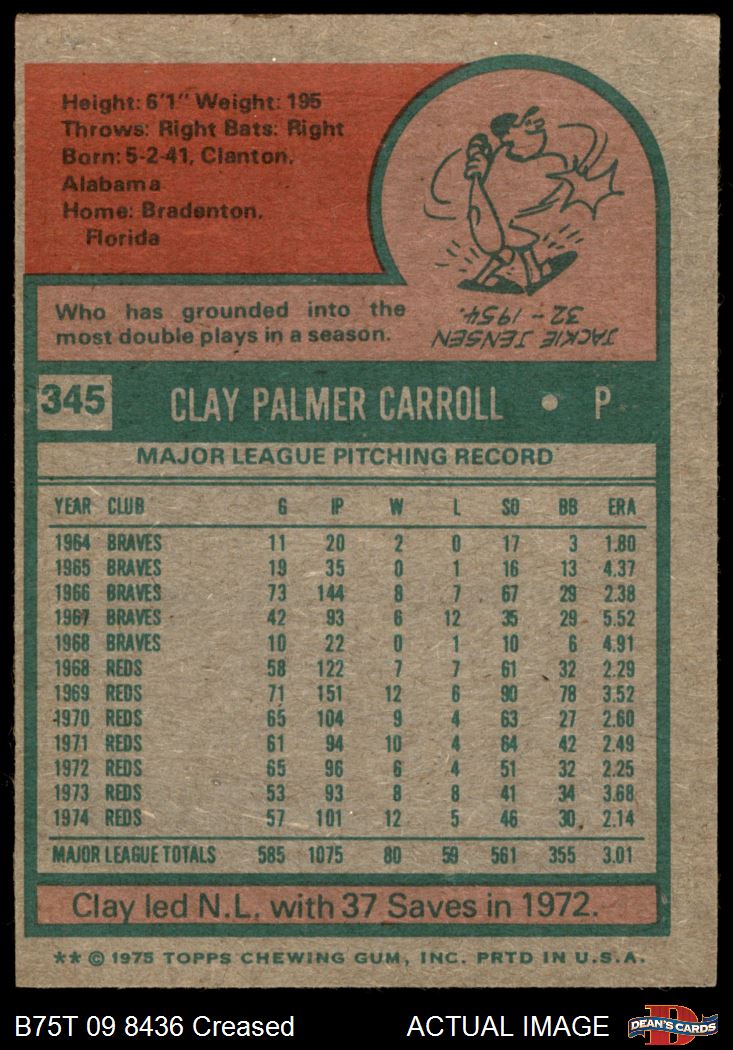 Height: 6'1" Weight: 195
Throws: Right Bats: Right
Born: 5-2-41, Clanton,
Alabama
Home: Bradenton,
Florida
Who has grounded into the
most double plays in a season.
JACKIE JENSEN
32 - 1954.
345 CLAY PALMER CARROLL • P
MAJOR LEAGUE PITCHING RECORD
YEAR CLUB G IP W L SO BB ERA
1964 BRAVES 11 20 2 0 17 3 1.80
1965 BRAVES 19 35 0 1 16 13 4.37
1966 BRAVES 73 144 8 7 67 29 2.38
1967 BRAVES 42 93 6 12 35 29 5.52
1968 BRAVES 10 22 0 1 10 6 4.91
1968 REDS 58 122 7 7 61 32 2.29
1969 REDS 71 151 12 6 90 78 3.52
1970 REDS 65 104 9 4 63 27 2.60
1971 REDS 61 94 10 4 64 42 2.49
1972 REDS 65 96 6 4 51 32 2.25
1973 REDS 53 93 8 8 41 34 3.68
1974 REDS 57 101 12 5 46 30 2.14
MAJOR LEAGUE TOTALS 585 1075 80 59 561 355 3.01
Clay led N.L. with 37 Saves in 1972.
** © 1975 TOPPS CHEWING GUM, INC. PRTD IN U.S.A.
B75T 09 8436 Creased ACTUAL IMAGE DEAN'S CARDS